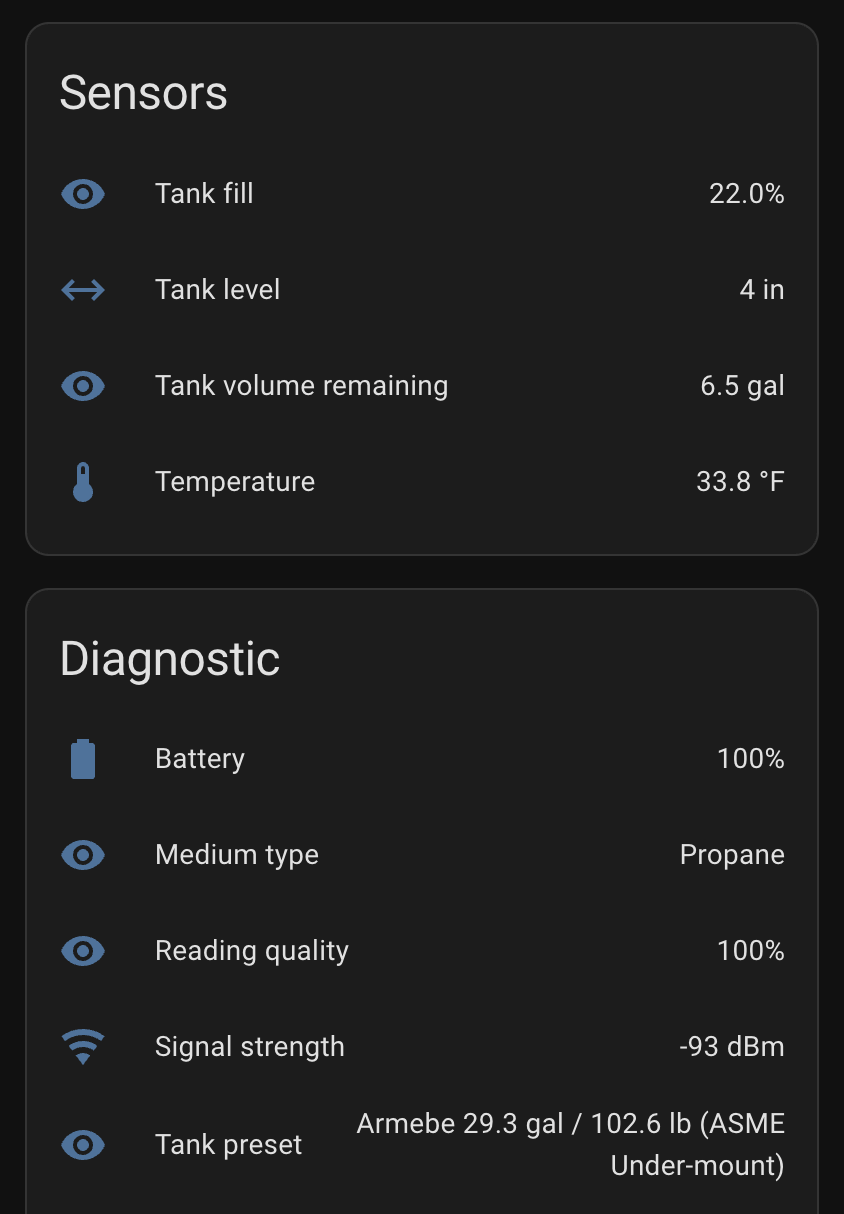 Sensors
Tank fill 22.0%
Tank level 4 in
Tank volume remaining 6.5 gal
Temperature 33.8 °F
Diagnostic
Battery 100%
Medium type Propane
Reading quality 100%
Signal strength -93 dBm
Tank preset Armebe 29.3 gal / 102.6 lb (ASME
Under-mount)